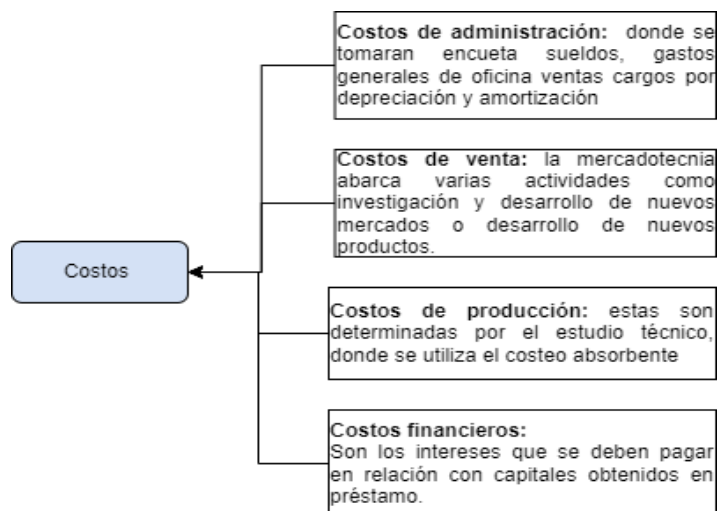 Costos de administración: donde se
tomaran encueta sueldos, gastos
generales de oficina ventas cargos por
depreciación y amortización
Costos de venta: la mercadotecnia
abarca varias actividades como
investigación y desarrollo de nuevos
mercados o desarrollo de nuevos
productos.
Costos
Costos de producción: estas son
determinadas por el estudio técnico,
donde se utiliza el costeo absorbente
Costos financieros:
Son los intereses que se deben pagar
en relación con capitales obtenidos en
préstamo.